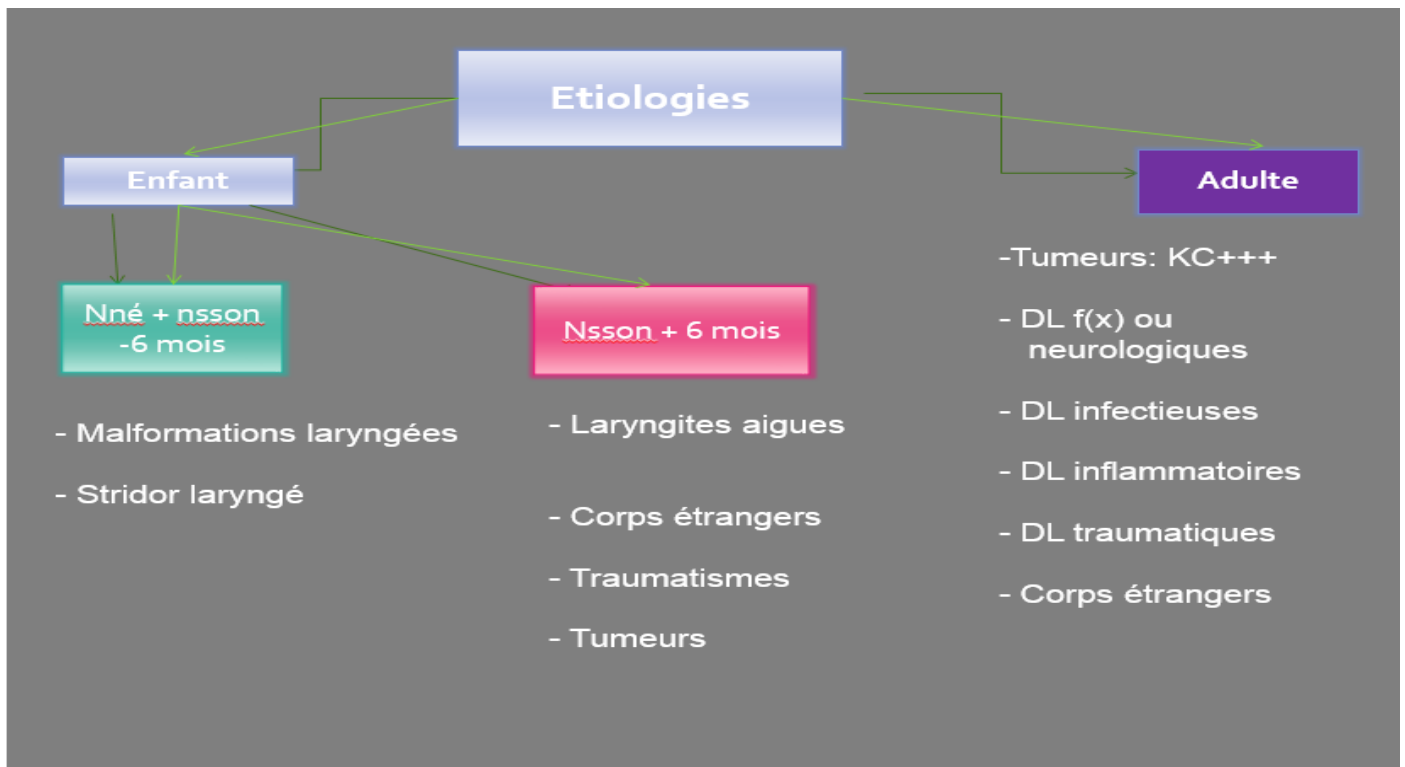 Etiologies
Enfant
Adulte
Nné + nsson
-6 mois
- Malformations laryngées
- Stridor laryngé
Nsson + 6 mois
- Laryngites aigues
- Corps étrangers
- Traumatismes
- Tumeurs
-Tumeurs: KC+++
- DL f(x) ou
neurologiques
- DL infectieuses
- DL inflammatoires
- DL traumatiques
- Corps étrangers